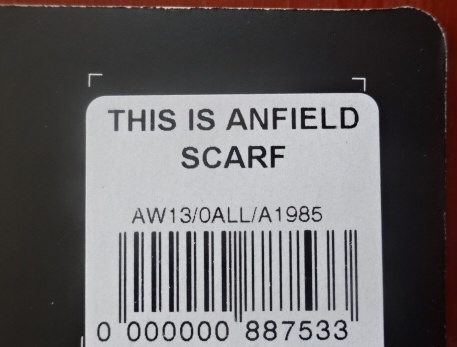 THIS IS ANFIELD
SCARF
AW13/0ALL/A1985
0 000000 887533